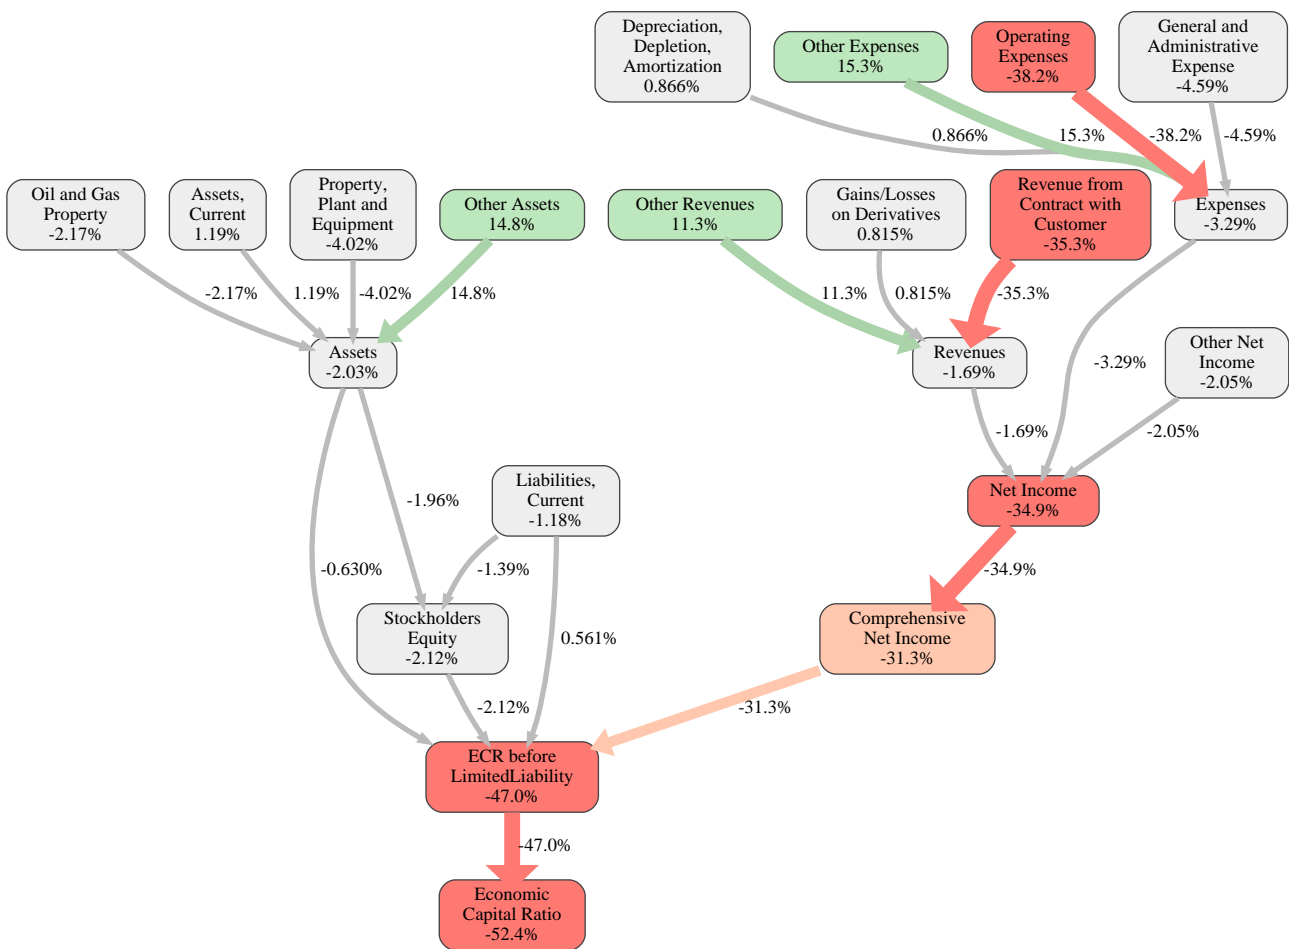 Depreciation,
Depletion,
Amortization
0.866%
Other Expenses
15.3%
Operating
Expenses
-38.2%
General and
Administrative
Expense
-4.59%
0.866%
15.3%
-38.2%
-4.59%
Oil and Gas
Property
-2.17%
Assets,
Current
1.19%
Property,
Plant and
Equipment
-4.02%
Other Assets
14.8%
Other Revenues
11.3%
Gains/Losses
on Derivatives
0.815%
Revenue from
Contract with
Customer
-35.3%
Expenses
-3.29%
-2.17%
1.19%
-4.02%
14.8%
11.3%
0.815%
-35.3%
Assets
-2.03%
Revenues
-1.69%
-3.29%
Other Net
Income
-2.05%
-1.69%
-2.05%
Liabilities,
Current
-1.18%
Net Income
-34.9%
-1.96%
-0.630%
-1.39%
-34.9%
Stockholders
Equity
-2.12%
0.561%
Comprehensive
Net Income
-31.3%
-2.12%
-31.3%
ECR before
LimitedLiability
-47.0%
-47.0%
Economic
Capital Ratio
-52.4%